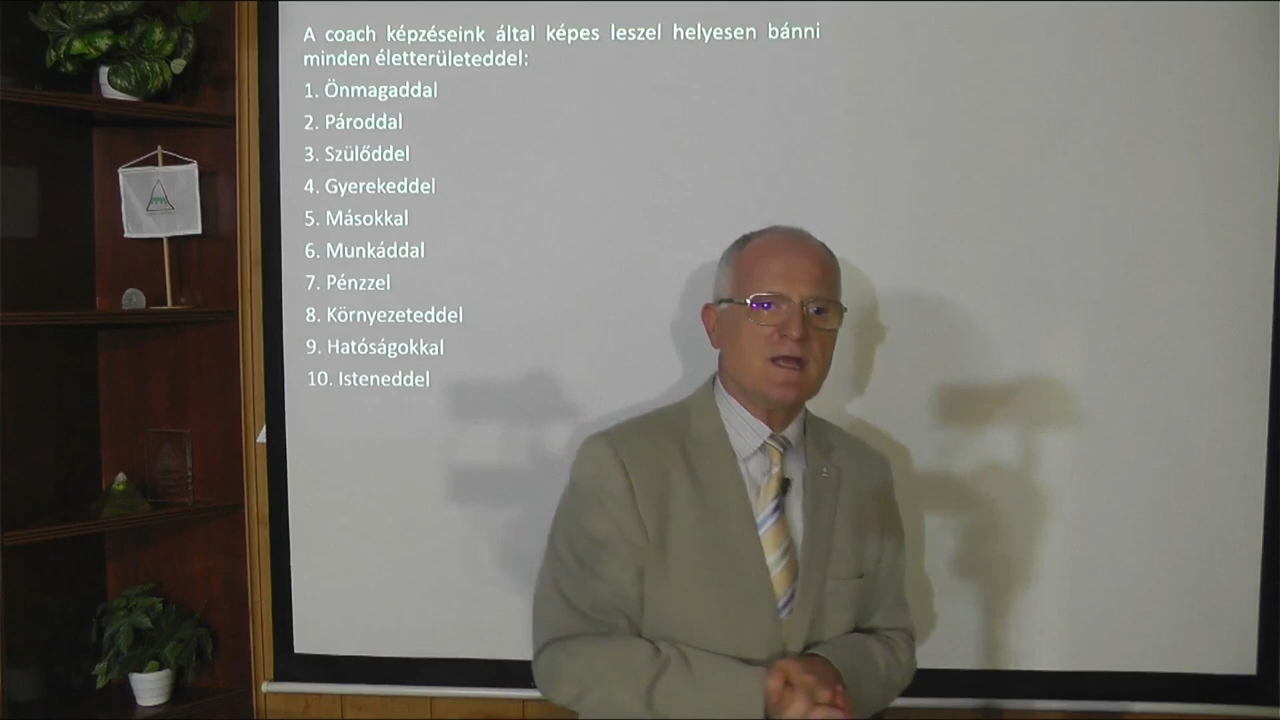 A coach képzéseink által képes leszel helyesen bánni
minden életterületeddel:
1. Önmagaddal
2. Pároddal
3. Szülőddel
4. Gyerekeddel
5. Másokkal
6. Munkáddal
7. Pénzzel
8. Környezeteddel
9. Hatóságokkal
10. Isteneddel